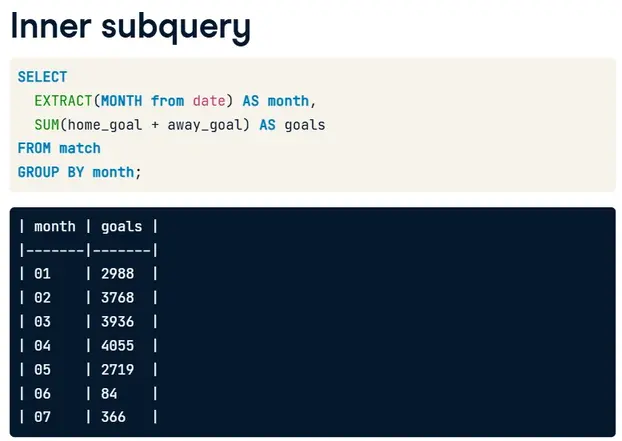 Inner subquery
SELECT
EXTRACT(MONTH from date) AS month,
SUM(home_goal + away_goal) AS goals
FROM match
GROUP BY month;
| month | goals |
|-------|-------|
| 01    | 2988  |
| 02    | 3768  |
| 03    | 3936  |
| 04    | 4055  |
| 05    | 2719  |
| 06    | 84    |
| 07    | 366   |